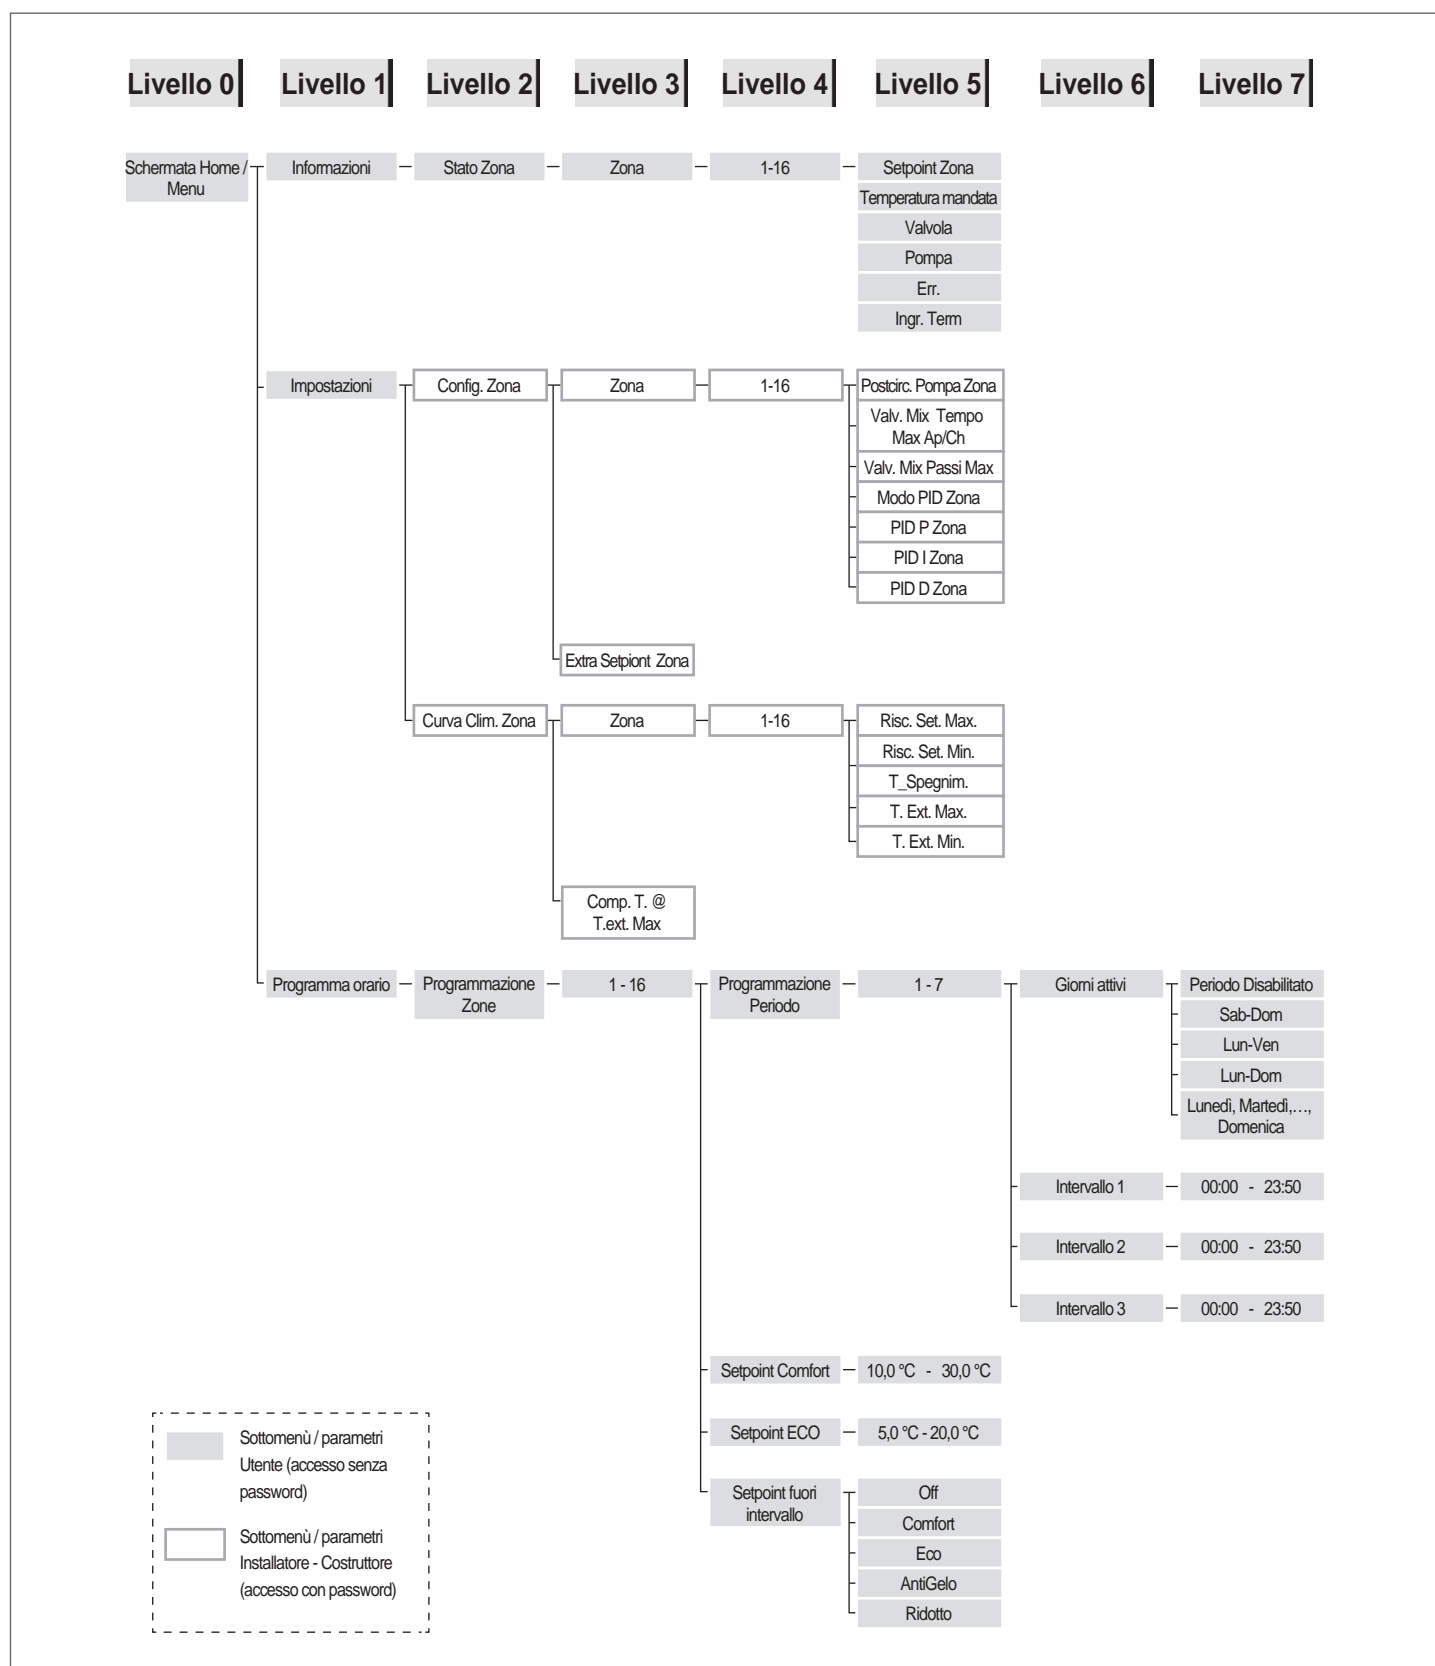 Livello 0 Livello 1 Livello 2 Livello 3 Livello 4 Livello 5 Livello 6 Livello 7
Schermata Home / Informazioni Stato Zona Zona 1-16 Setpoint Zona
Menu
Temperatura mandata
Valvola
Pompa
Err.
Ingr. Term
Impostazioni Config. Zona Zona 1-16 Postcirc. Pompa Zona
Valv. Mix Tempo
Max Ap/Ch
Valv. Mix Passi Max
Modo PID Zona
PID P Zona
PID I Zona
PID D Zona
Extra Setpiont Zona
Curva Clim. Zona Zona 1-16 Risc. Set. Max.
Risc. Set. Min.
T_Spegnim.
T. Ext. Max.
T. Ext. Min.
Comp. T. @
T.ext. Max
Programma orario Programmazione 1 - 16 Programmazione 1 - 7 Giorni attivi Periodo Disabilitato
Zone Periodo
Sab-Dom
Lun-Ven
Lun-Dom
Lunedì, Martedì,…,
Domenica
Intervallo 1 00:00 - 23:50
Intervallo 2 00:00 - 23:50
Intervallo 3 00:00 - 23:50
Setpoint Comfort 10,0 °C - 30,0 °C
Setpoint ECO 5,0 °C - 20,0 °C
Setpoint fuori Off
intervallo
Comfort
Eco
AntiGelo
Ridotto
Sottomenù / parametri
Utente (accesso senza
password)
Sottomenù / parametri
Installatore - Costruttore
(accesso con password)